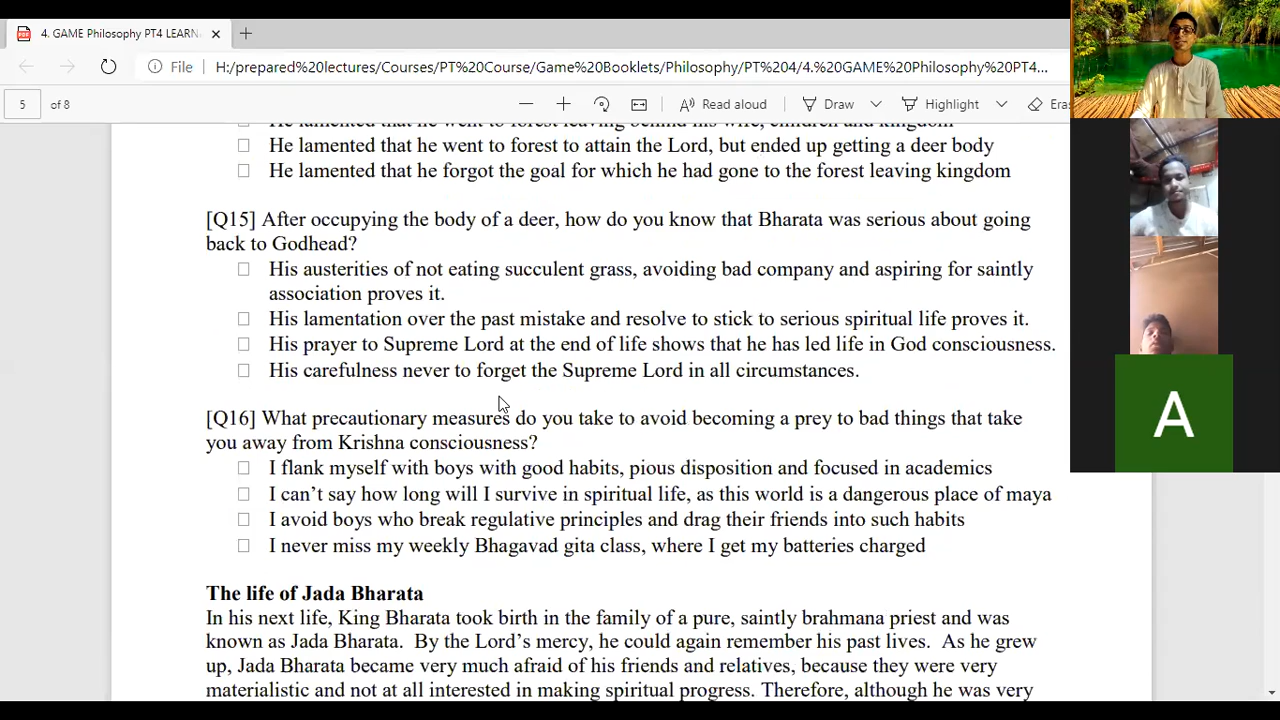 4. GAME Philosophy PT4 LEARN
File
H:/prepared%20lectures/Courses/PT%20Course/Game%20Booklets/Philosophy/PT%204/4.%20GAME%20Philosophy%20PT4...
5 of 8
Read aloud
Draw
Highlight
Eras
He lamented that he went to forest leaving behind his wife, children and kingdom
He lamented that he went to forest to attain the Lord, but ended up getting a deer body
He lamented that he forgot the goal for which he had gone to the forest leaving kingdom
[Q15] After occupying the body of a deer, how do you know that Bharata was serious about going
back to Godhead?
His austerities of not eating succulent grass, avoiding bad company and aspiring for saintly
association proves it.
His lamentation over the past mistake and resolve to stick to serious spiritual life proves it.
His prayer to Supreme Lord at the end of life shows that he has led life in God consciousness.
His carefulness never to forget the Supreme Lord in all circumstances.
[Q16] What precautionary measures do you take to avoid becoming a prey to bad things that take
you away from Krishna consciousness?
I flank myself with boys with good habits, pious disposition and focused in academics
I can't say how long will I survive in spiritual life, as this world is a dangerous place of maya
I avoid boys who break regulative principles and drag their friends into such habits
I never miss my weekly Bhagavad gita class, where I get my batteries charged
The life of Jada Bharata
In his next life, King Bharata took birth in the family of a pure, saintly brahmana priest and was
known as Jada Bharata.  By the Lord's mercy, he could again remember his past lives.  As he grew
up, Jada Bharata became very much afraid of his friends and relatives, because they were very
materialistic and not at all interested in making spiritual progress. Therefore, although he was very
A